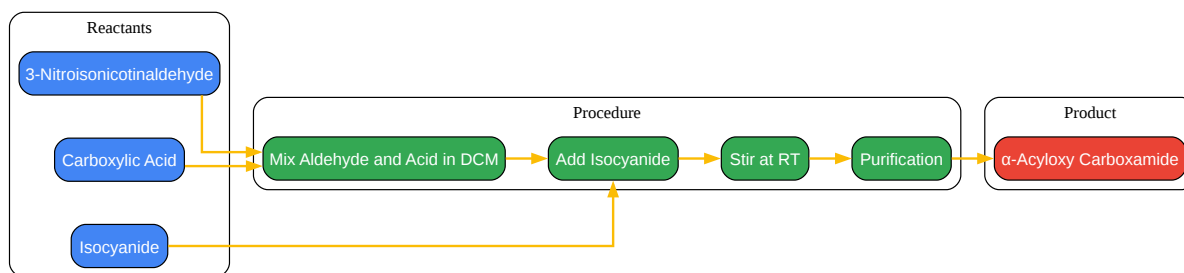 Reactants
3-Nitroisonicotinaldehyde
Carboxylic Acid
Isocyanide
Procedure
Mix Aldehyde and Acid in DCM
Add Isocyanide
Stir at RT
Purification
Product
α-Acyloxy Carboxamide